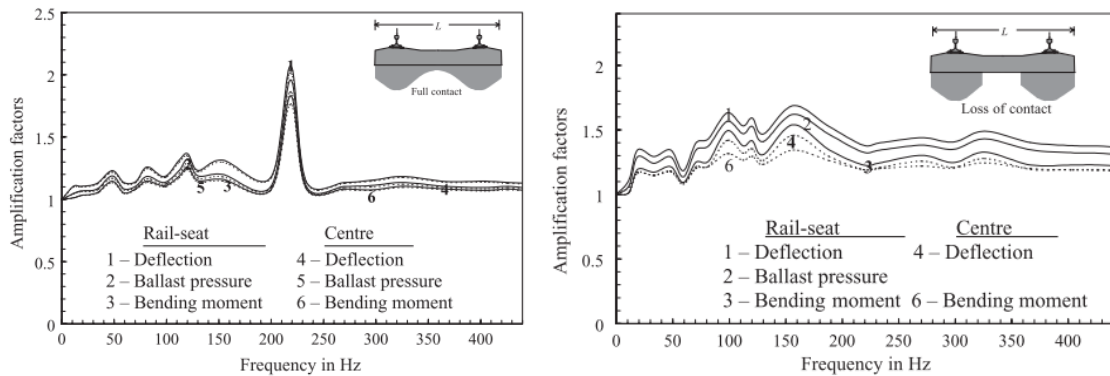 2.5
2
1.5
1
0.5
0
Amplification factors
L
Full contact
1
2
5
3
6
4
Rail-seat Centre
1 – Deflection 4 – Deflection
2 – Ballast pressure 5 – Ballast pressure
3 – Bending moment 6 – Bending moment
0 50 100 150 200 250 300 350 400
Frequency in Hz
2
1.5
1
0.5
0
Amplification factors
L
Loss of contact
1
2
4
6
3
Rail-seat Centre
1 – Deflection 4 – Deflection
2 – Ballast pressure
3 – Bending moment 6 – Bending moment
0 50 100 150 200 250 300 350 400
Frequency in Hz